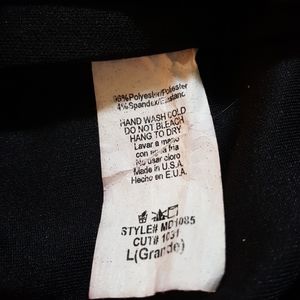 96%Polyester/Poliester
4%Spandex/Elastano
HAND WASH COLD
DO NOT BLEACH
HANG TO DRY
Lavar a mano
con agua fria
No usar cloro
Made in U.S.A.
Hecho en E.U.A.
STYLE# MD1085
CUT# 1031
L(Grande)